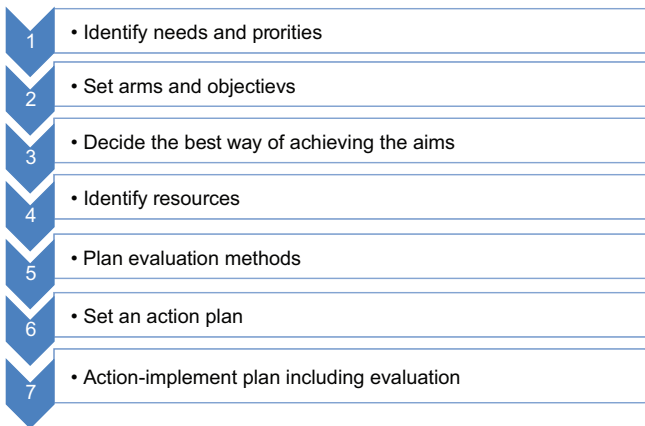 1 • Identify needs and prorities
2 • Set arms and objectievs
3 • Decide the best way of achieving the aims
4 • Identify resources
5 • Plan evaluation methods
6 • Set an action plan
7 • Action-implement plan including evaluation